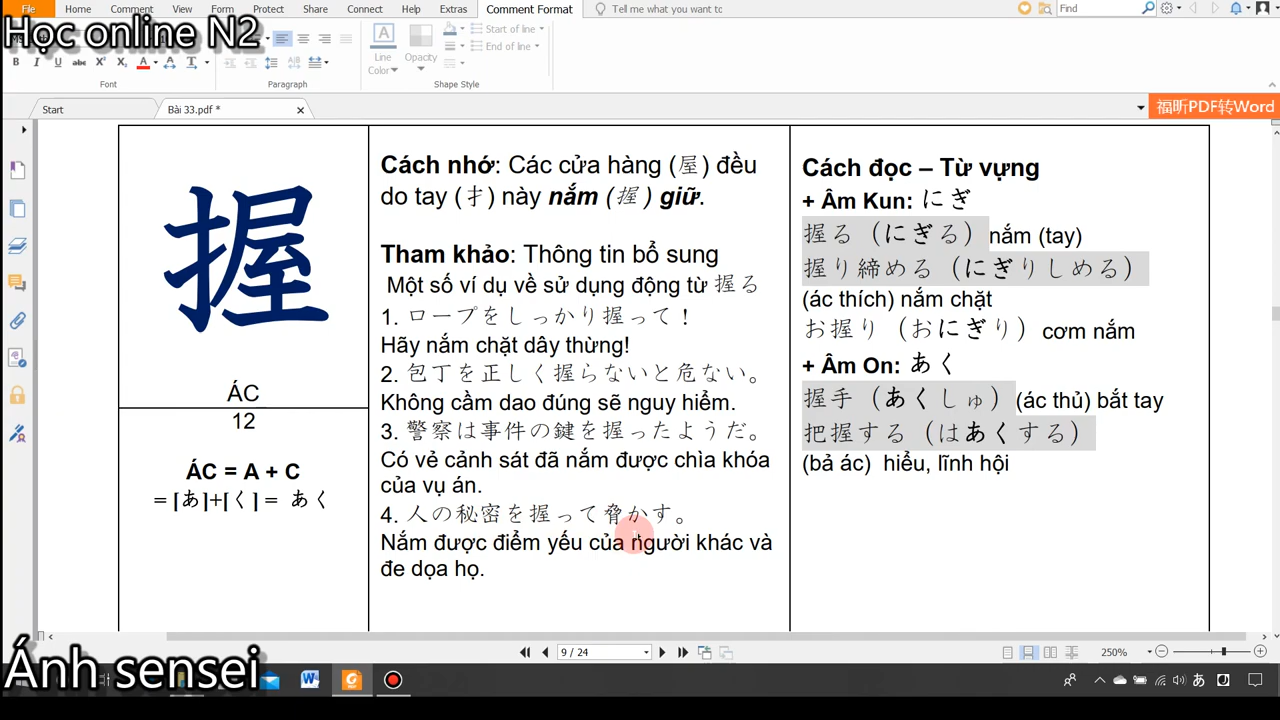 File Home Comment View Form Protect Share Connect Help Extras Comment Format Tell me what you want tc Find
Học online N2
Line Color
Opacity
Start of line
End of line
Font Paragraph Shape Style
Start Bài 33.pdf * 福昕PDF转Word
握
ÁC
12
ÁC = A + C
= [あ]+[く] = あく
Cách nhớ: Các cửa hàng (屋) đều
do tay (扌) này nắm (握) giữ.
Tham khảo: Thông tin bổ sung
Một số ví dụ về sử dụng động từ 握る
1. ロープをしっかり握って！
Hãy nắm chặt dây thừng!
2. 包丁を正しく握らないと危ない。
Không cầm dao đúng sẽ nguy hiểm.
3. 警察は事件の鍵を握ったようだ。
Có vẻ cảnh sát đã nắm được chìa khóa
của vụ án.
4. 人の秘密を握って脅かす。
Nắm được điểm yếu của người khác và
đe dọa họ.
Cách đọc – Từ vựng
+ Âm Kun: にぎ
握る（にぎる）nắm (tay)
握り締める（にぎりしめる）
(ác thích) nắm chặt
お握り（おにぎり）cơm nắm
+ Âm On: あく
握手（あくしゅ）(ác thủ) bắt tay
把握する（はあくする）
(bả ác) hiểu, lĩnh hội
9 / 24 250%
Ánh sensei
あ